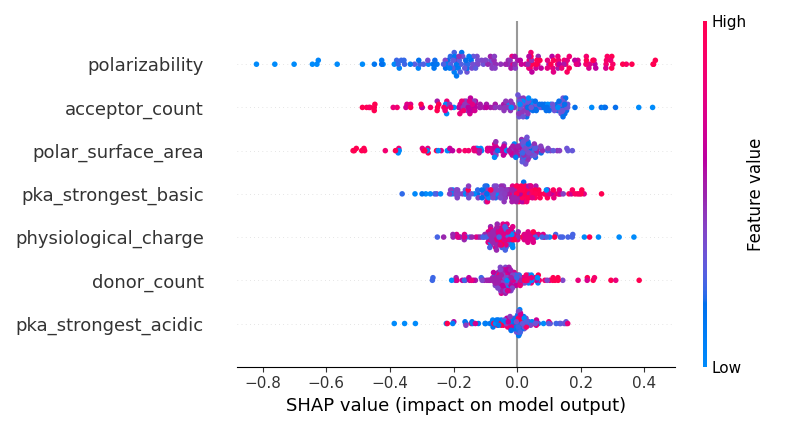 High
polarizability
acceptor_count
polar_surface_area
pka_strongest_basic
physiological_charge
donor_count
pka_strongest_acidic
Feature value
Low
−0.8 −0.6 −0.4 −0.2 0.0 0.2 0.4
SHAP value (impact on model output)